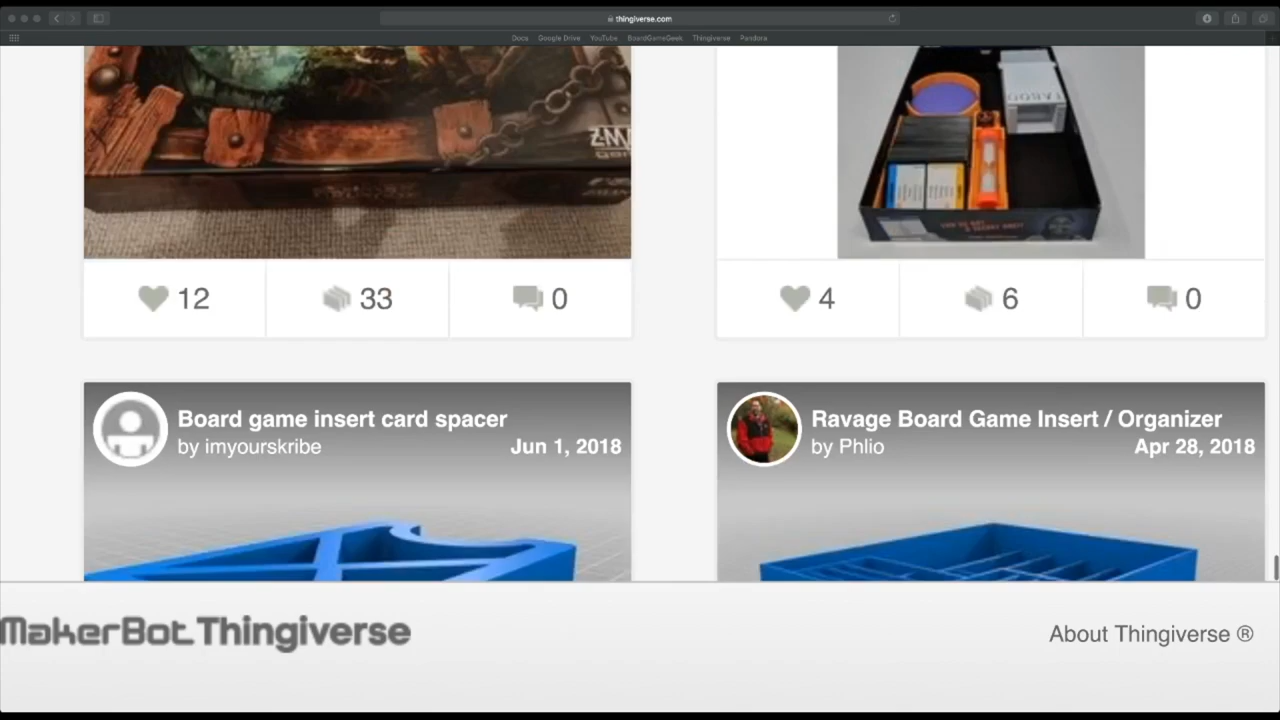 thingiverse.com
Docs Google Drive YouTube BoardGameGeek Thingiverse Pandora
12 33 0
4 6 0
Board game insert card spacer
by imyourskribe Jun 1, 2018
Ravage Board Game Insert / Organizer
by Phlio Apr 28, 2018
MakerBot Thingiverse
About Thingiverse ®